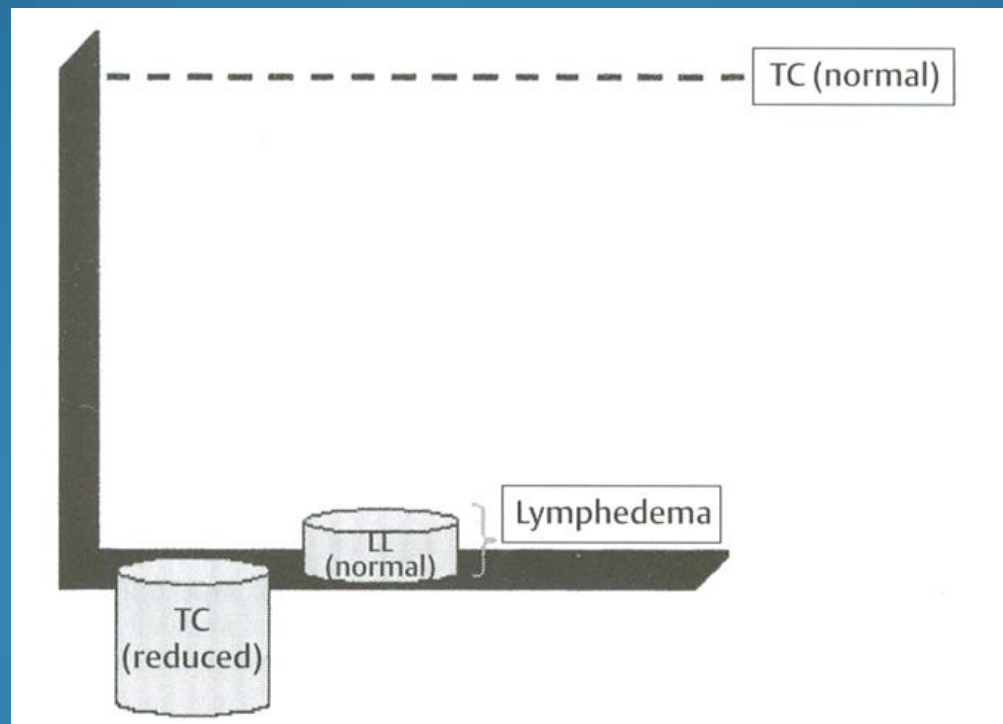 TC (normal)
Lymphedema
LL
(normal)
TC
(reduced)